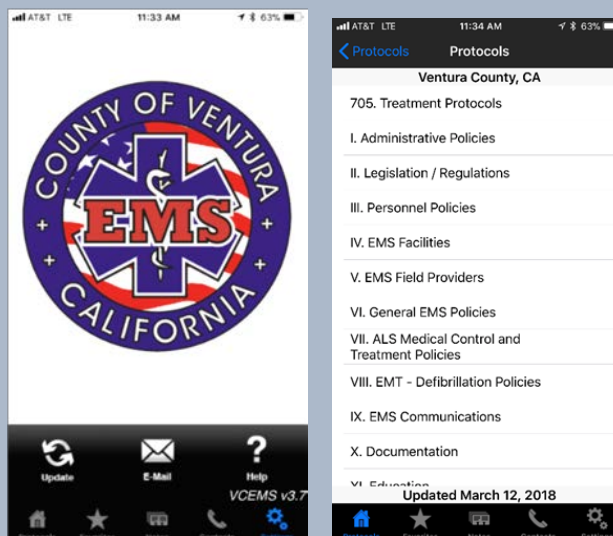 AT&T LTE 11:33 AM 63%
COUNTY OF VENTURA
EMS
CALIFORNIA
Update E-Mail Help
VCEMS v3.7
AT&T LTE 11:34 AM 63%
Protocols Protocols
Ventura County, CA
705. Treatment Protocols
I. Administrative Policies
II. Legislation / Regulations
III. Personnel Policies
IV. EMS Facilities
V. EMS Field Providers
VI. General EMS Policies
VII. ALS Medical Control and
Treatment Policies
VIII. EMT - Defibrillation Policies
IX. EMS Communications
X. Documentation
XI. Education
Updated March 12, 2018